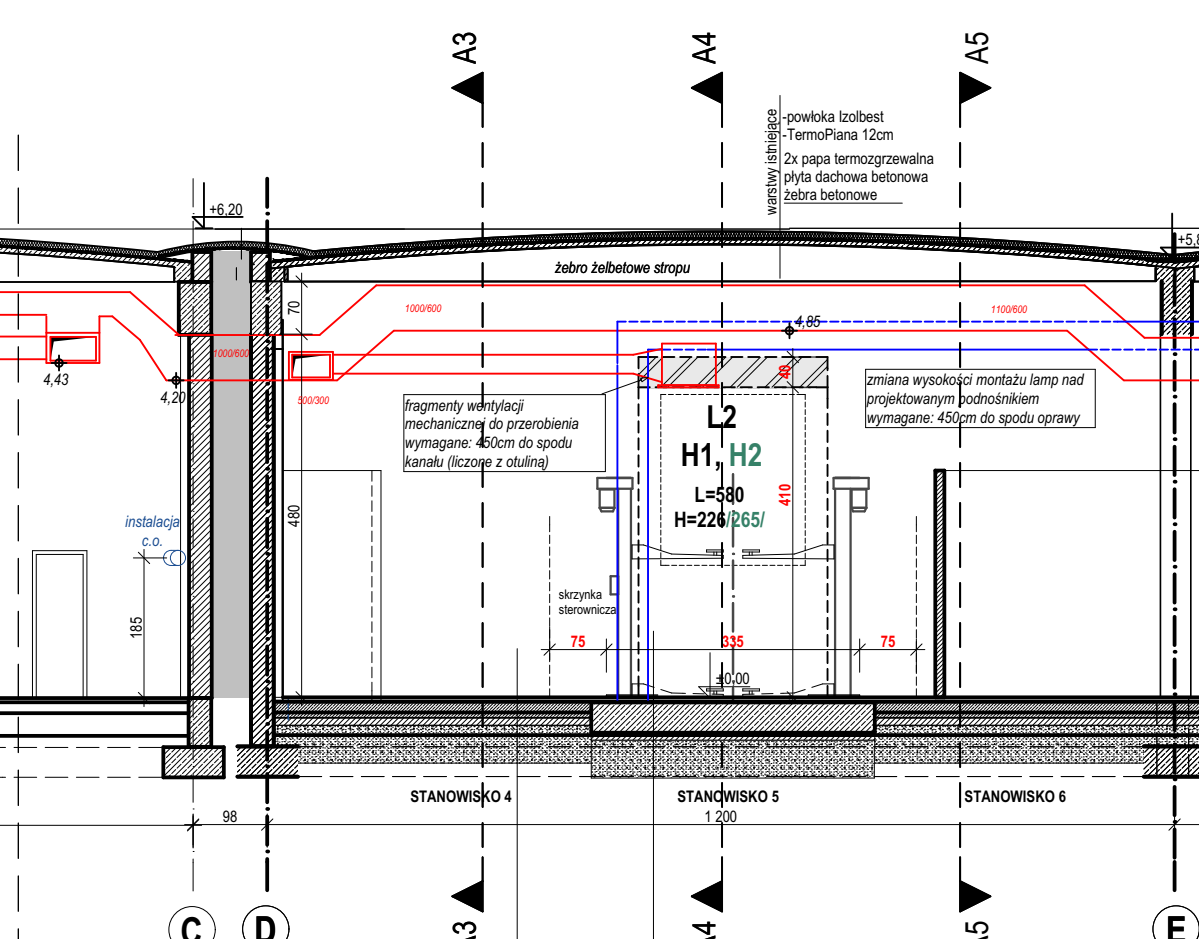 A3
A4
A5
warstwy istniejące
-powłoka Izolbest
-TermoPiana 12cm
2x papa termozgrzewalna
płyta dachowa betonowa
żebra betonowe
+6,20
żebro żelbetowe stropu
70
1000/600
1100/600
4,85
1000/600
4,43
4,20
500/300
40
fragmenty wentylacji
mechanicznej do przerobienia
wymagane: 450cm do spodu
kanału (liczone z otuliną)
zmiana wysokości montażu lamp nad
projektowanym podnośnikiem
wymagane: 450cm do spodu oprawy
L2
H1, H2
L=580
H=226/265/
410
480
instalacja
c.o.
185
skrzynka
sterownicza
75
335
75
±0,00
STANOWISKO 4
STANOWISKO 5
STANOWISKO 6
98
1 200
C
D
E
A3
A4
A5